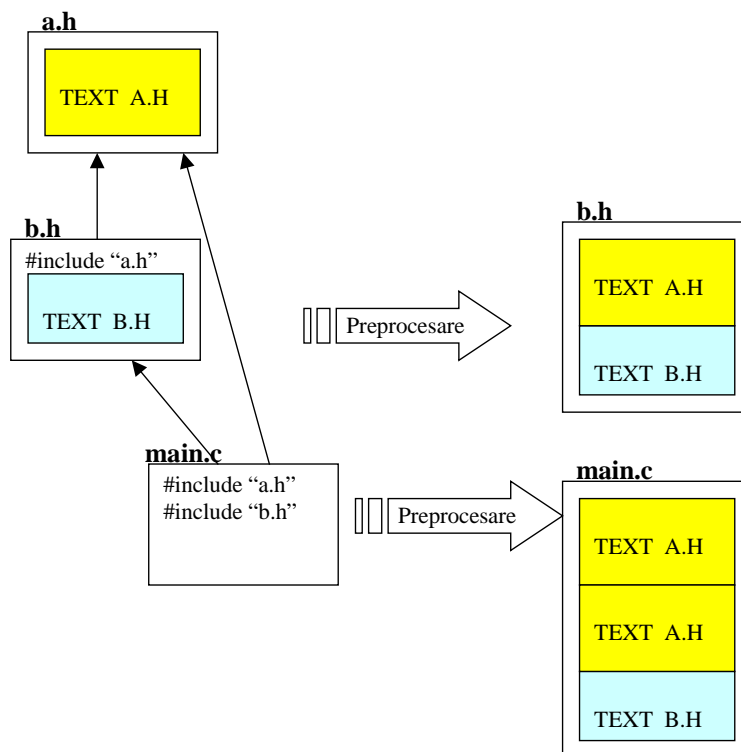 a.h
TEXT A.H
b.h
#include “a.h”
TEXT B.H
Preprocesare
b.h
TEXT A.H
TEXT B.H
main.c
#include “a.h”
#include “b.h”
Preprocesare
main.c
TEXT A.H
TEXT A.H
TEXT B.H